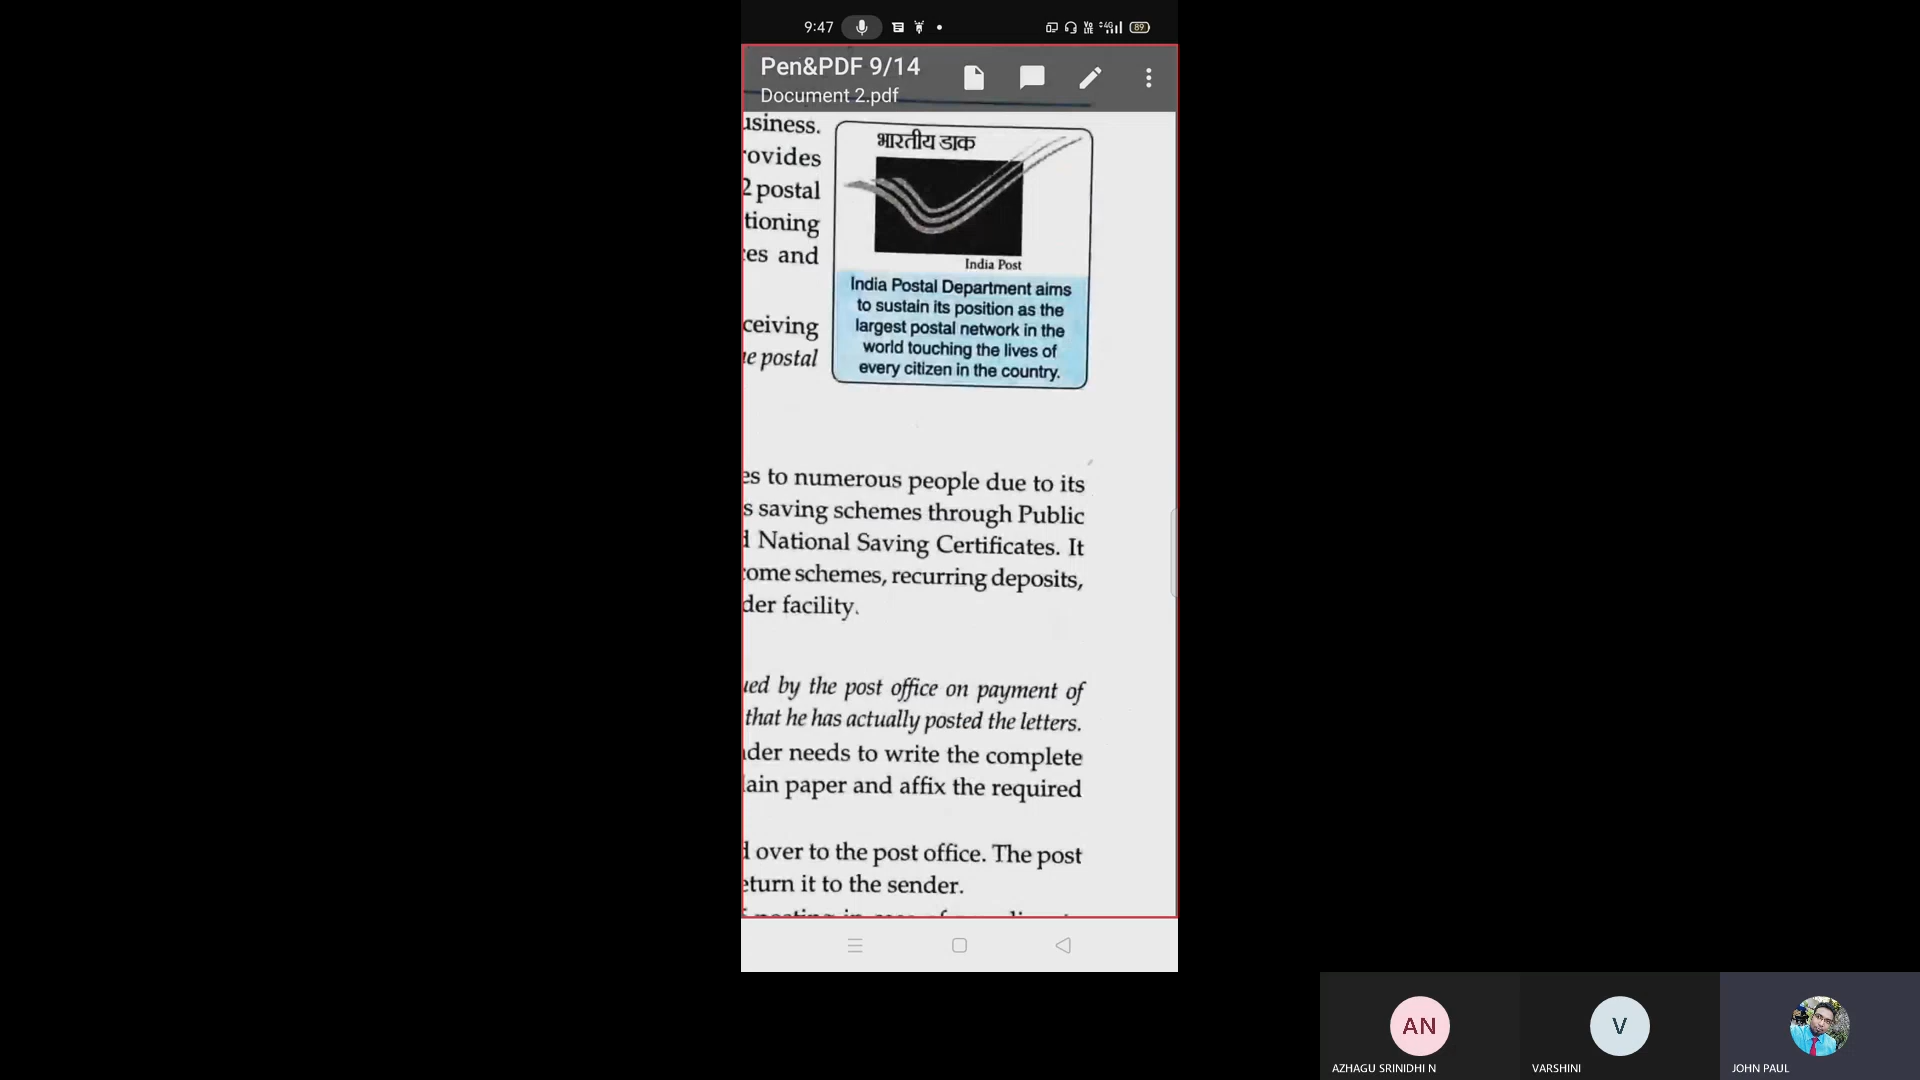 9:47
89
Pen&PDF 9/14
Document 2.pdf
usiness.
rovides
2 postal
tioning
ces and
ceiving
ue postal
भारतीय डाक
India Post
India Postal Department aims
to sustain its position as the
largest postal network in the
world touching the lives of
every citizen in the country.
es to numerous people due to its
s saving schemes through Public
d National Saving Certificates. It
come schemes, recurring deposits,
der facility.
ued by the post office on payment of
that he has actually posted the letters.
nder needs to write the complete
lain paper and affix the required
d over to the post office. The post
eturn it to the sender.
AN
V
AZHAGU SRINIDHI N
VARSHINI
JOHN PAUL